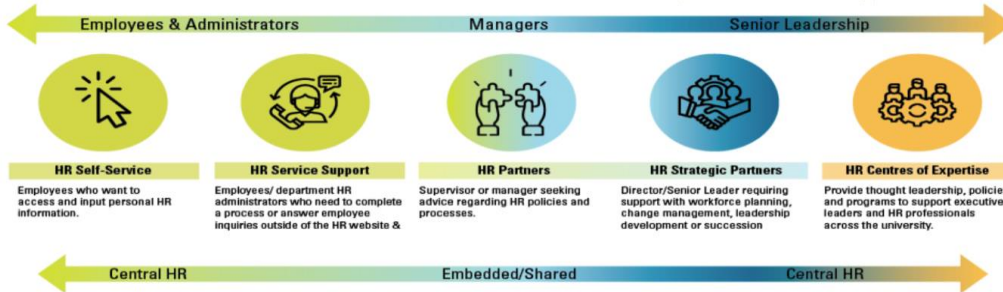 Employees & Administrators
Managers
Senior Leadership
HR Self-Service
Employees who want to
access and input personal HR
information.
HR Service Support
Employees/ department HR
administrators who need to complete
a process or answer employee
inquiries outside of the HR website &
HR Partners
Supervisor or manager seeking
advice regarding HR policies and
processes.
HR Strategic Partners
Director/Senior Leader requiring
support with workforce planning,
change management, leadership
development or succession
HR Centres of Expertise
Provide thought leadership, policie
and programs to support executive
leaders and HR professionals
across the university.
Central HR
Embedded/Shared
Central HR